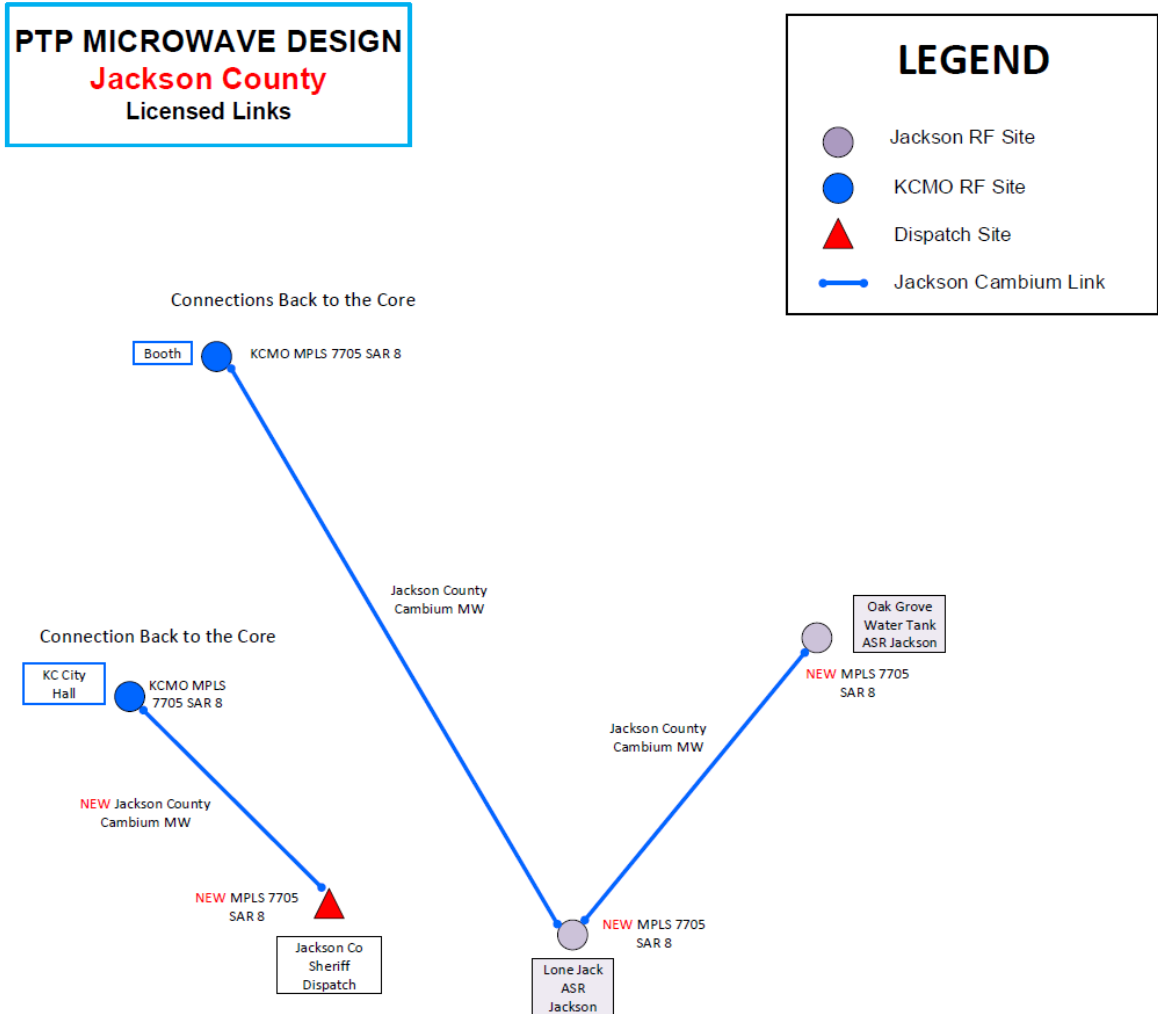 PTP MICROWAVE DESIGN
Jackson County
Licensed Links
LEGEND
Jackson RF Site
KCMO RF Site
Dispatch Site
Jackson Cambium Link
Connections Back to the Core
Booth
KCMO MPLS 7705 SAR 8
Jackson County
Cambium MW
Oak Grove
Water Tank
ASR Jackson
NEW MPLS 7705
SAR 8
Connection Back to the Core
KC City
Hall
KCMO MPLS
7705 SAR 8
Jackson County
Cambium MW
NEW Jackson County
Cambium MW
NEW MPLS 7705
SAR 8
Jackson Co
Sheriff
Dispatch
NEW MPLS 7705
SAR 8
Lone Jack
ASR
Jackson